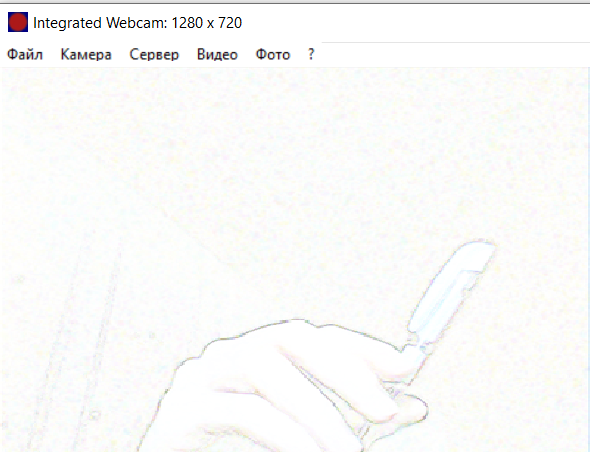 Integrated Webcam: 1280 x 720
Файл Камера Сервер Видео Фото ?